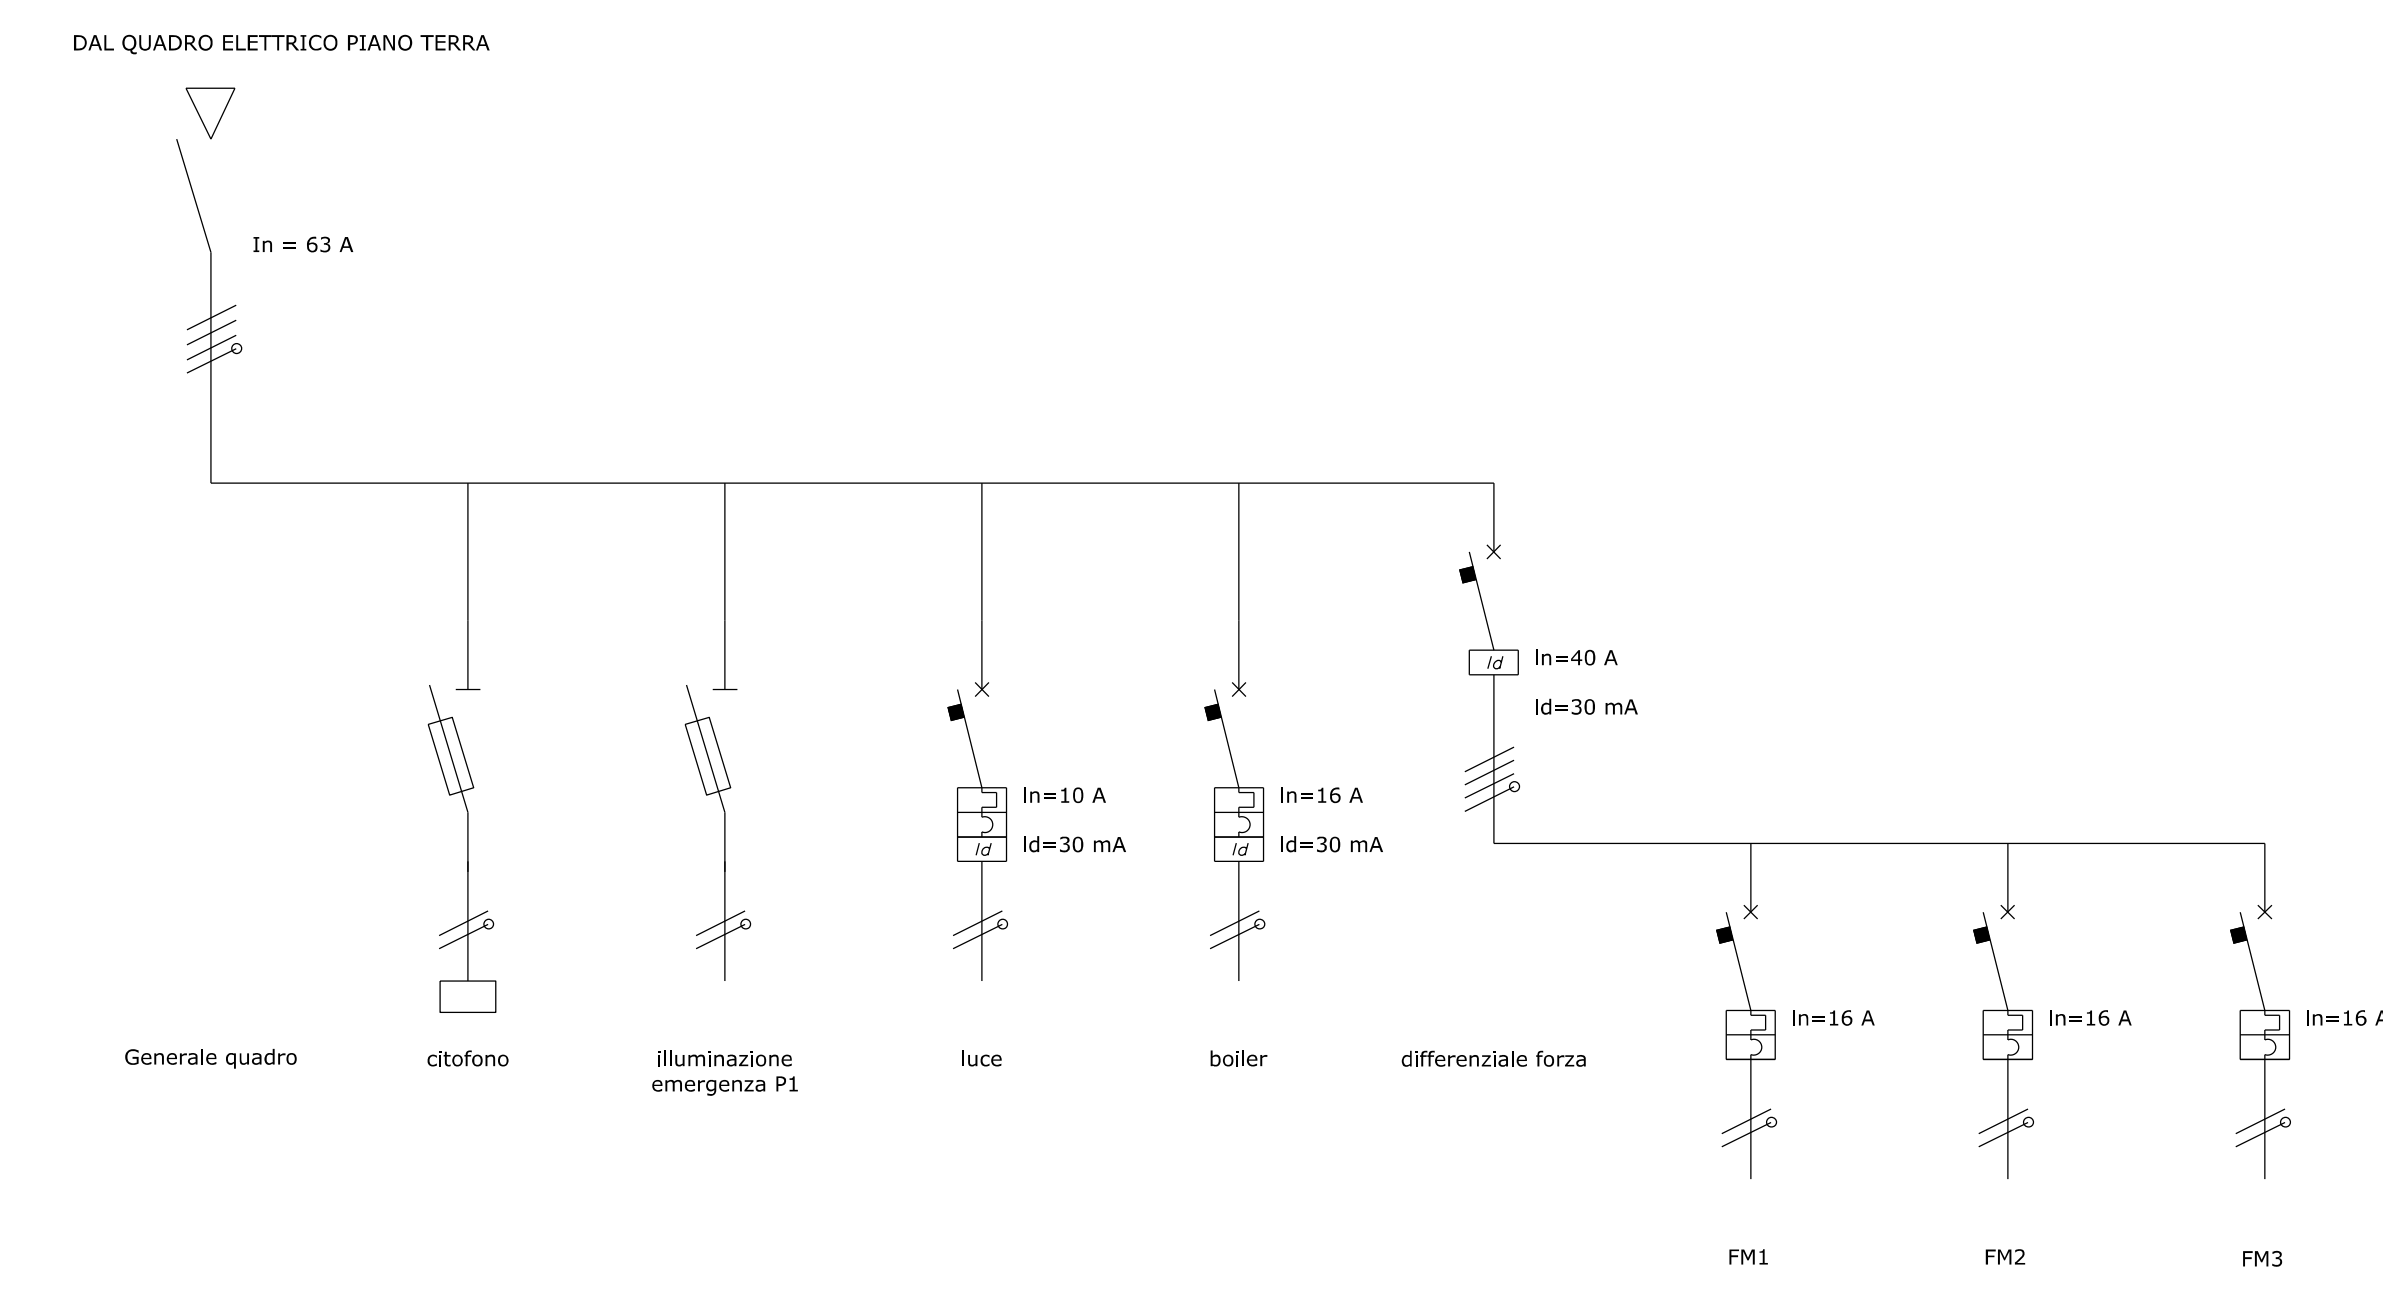 DAL QUADRO ELETTRICO PIANO TERRA
In = 63 A
In=40 A
Id
Id=30 mA
In=10 A
Id=30 mA
Id
In=16 A
Id=30 mA
Id
In=16 A
In=16 A
In=16 A
Generale quadro
citofono
illuminazione
emergenza P1
luce
boiler
differenziale forza
FM1
FM2
FM3